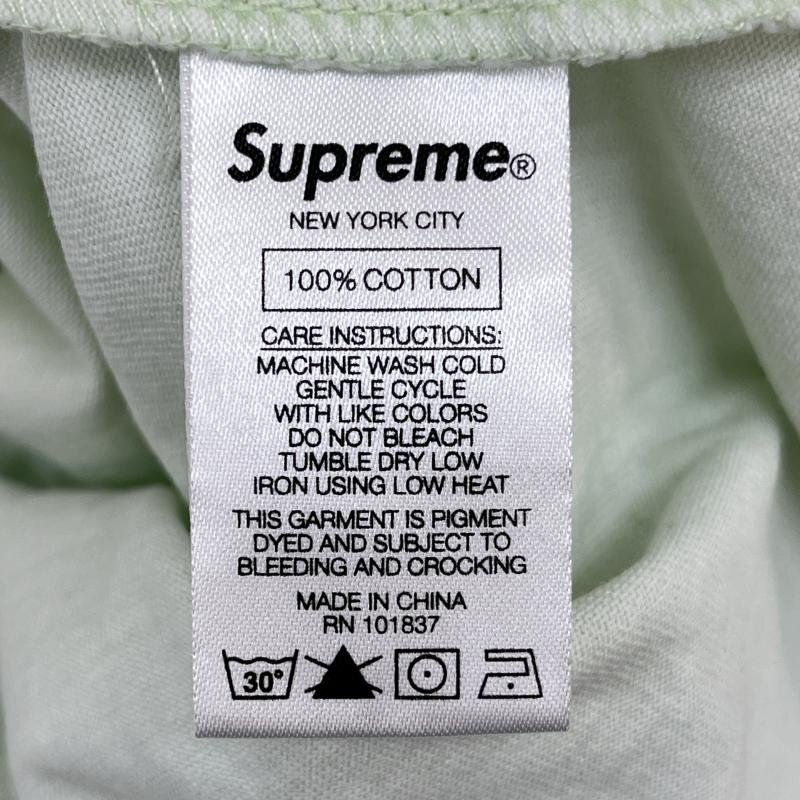 Supreme®
NEW YORK CITY
100% COTTON
CARE INSTRUCTIONS:
MACHINE WASH COLD
GENTLE CYCLE
WITH LIKE COLORS
DO NOT BLEACH
TUMBLE DRY LOW
IRON USING LOW HEAT
THIS GARMENT IS PIGMENT
DYED AND SUBJECT TO
BLEEDING AND CROCKING
MADE IN CHINA
RN 101837
30°